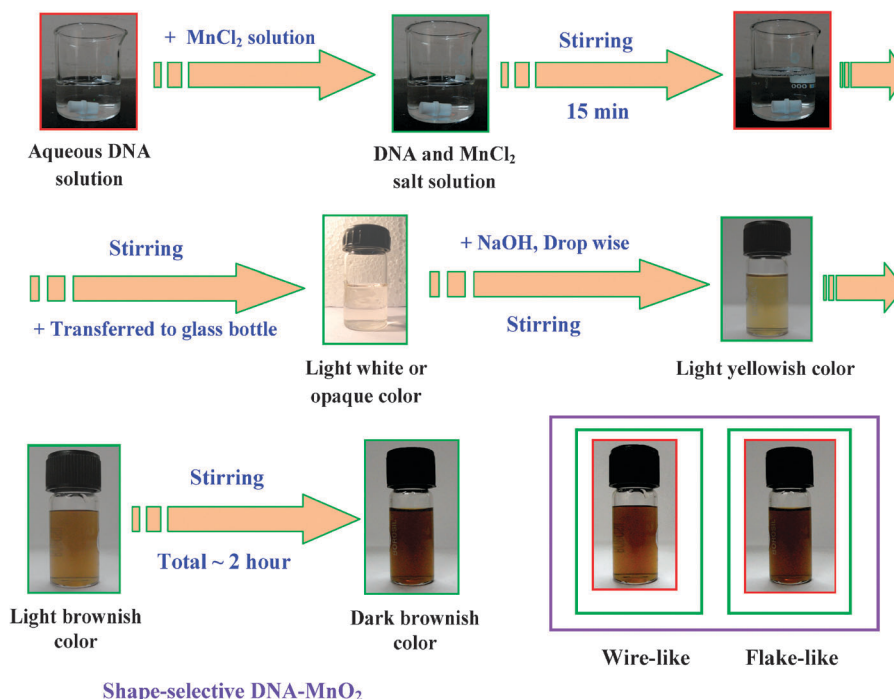 + MnCl₂ solution
Stirring
15 min
Aqueous DNA
solution
DNA and MnCl₂
salt solution
Stirring
+ Transferred to glass bottle
+ NaOH, Drop wise
Stirring
Light white or
opaque color
Light yellowish color
Stirring
Total ~ 2 hour
Light brownish
color
Dark brownish
color
Wire-like
Flake-like
Shape-selective DNA-MnO₂